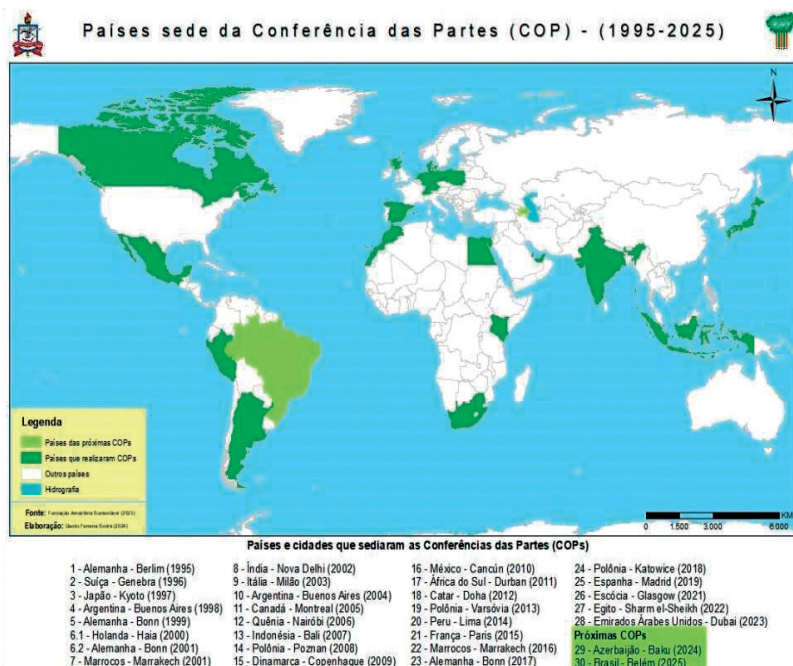 Países sede da Conferência das Partes (COP) - (1995-2025)
N
Legenda
Países das próximas COPs
Países que realizaram COPs
Outros países
Hidrografia
Fonte: Fundação Amazônia Sustentável (2023)
Elaboração: (2024)
KM
0 1.500 3.000 6.000
Países e cidades que sediaram as Conferências das Partes (COPs)
1 - Alemanha - Berlim (1995)
2 - Suíça - Genebra (1996)
3 - Japão - Kyoto (1997)
4 - Argentina - Buenos Aires (1998)
5 - Alemanha - Bonn (1999)
6.1 - Holanda - Haia (2000)
6.2 - Alemanha - Bonn (2001)
7 - Marrocos - Marrakech (2001)
8 - Índia - Nova Delhi (2002)
9 - Itália - Milão (2003)
10 - Argentina - Buenos Aires (2004)
11 - Canadá - Montreal (2005)
12 - Quênia - Nairóbi (2006)
13 - Indonésia - Bali (2007)
14 - Polônia - Poznan (2008)
15 - Dinamarca - Copenhague (2009)
16 - México - Cancún (2010)
17 - África do Sul - Durban (2011)
18 - Catar - Doha (2012)
19 - Polônia - Varsóvia (2013)
20 - Peru - Lima (2014)
21 - França - Paris (2015)
22 - Marrocos - Marrakech (2016)
23 - Alemanha - Bonn (2017)
24 - Polônia - Katowice (2018)
25 - Espanha - Madrid (2019)
26 - Escócia - Glasgow (2021)
27 - Egito - Sharm el-Sheikh (2022)
28 - Emirados Árabes Unidos - Dubai (2023)
Próximas COPs
29 - Azerbaijão - Baku (2024)
30 - Brasil - Belém (2025)